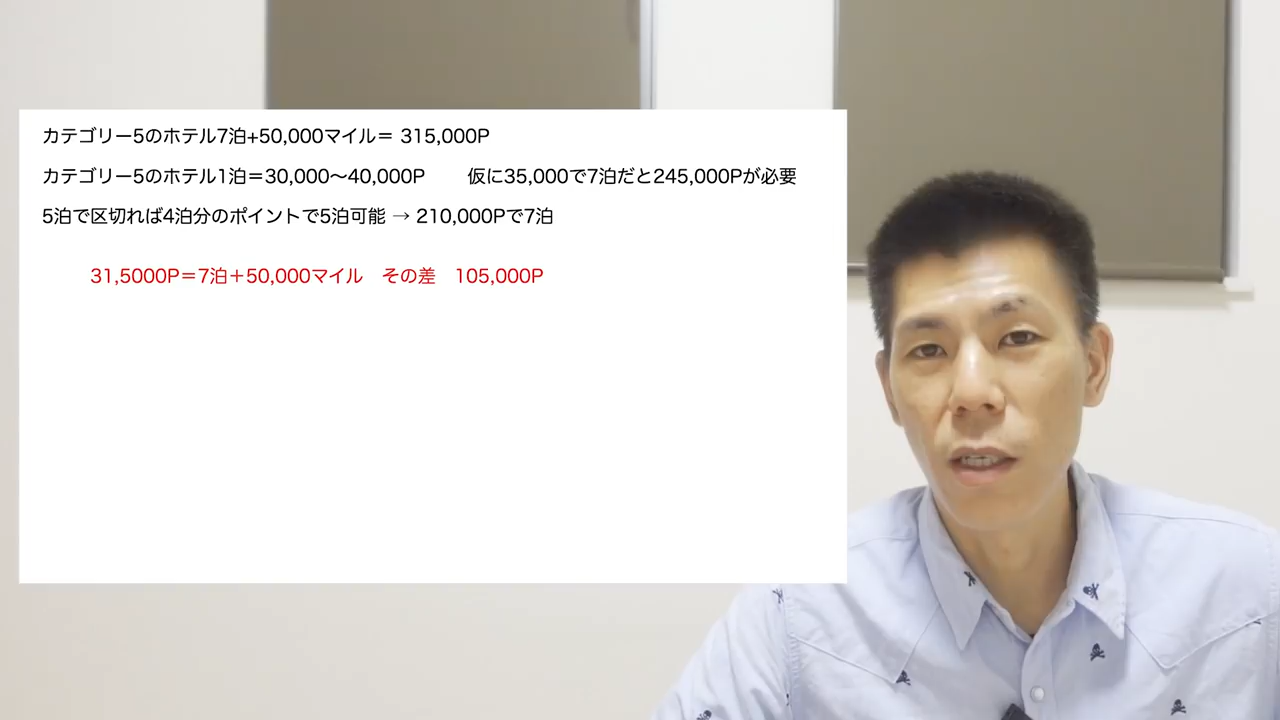 カテゴリー5のホテル7泊+50,000マイル＝ 315,000P
カテゴリー5のホテル1泊＝30,000〜40,000P　　仮に35,000で7泊だと245,000Pが必要
5泊で区切れば4泊分のポイントで5泊可能 → 210,000Pで7泊
31,5000P＝7泊＋50,000マイル　その差　105,000P